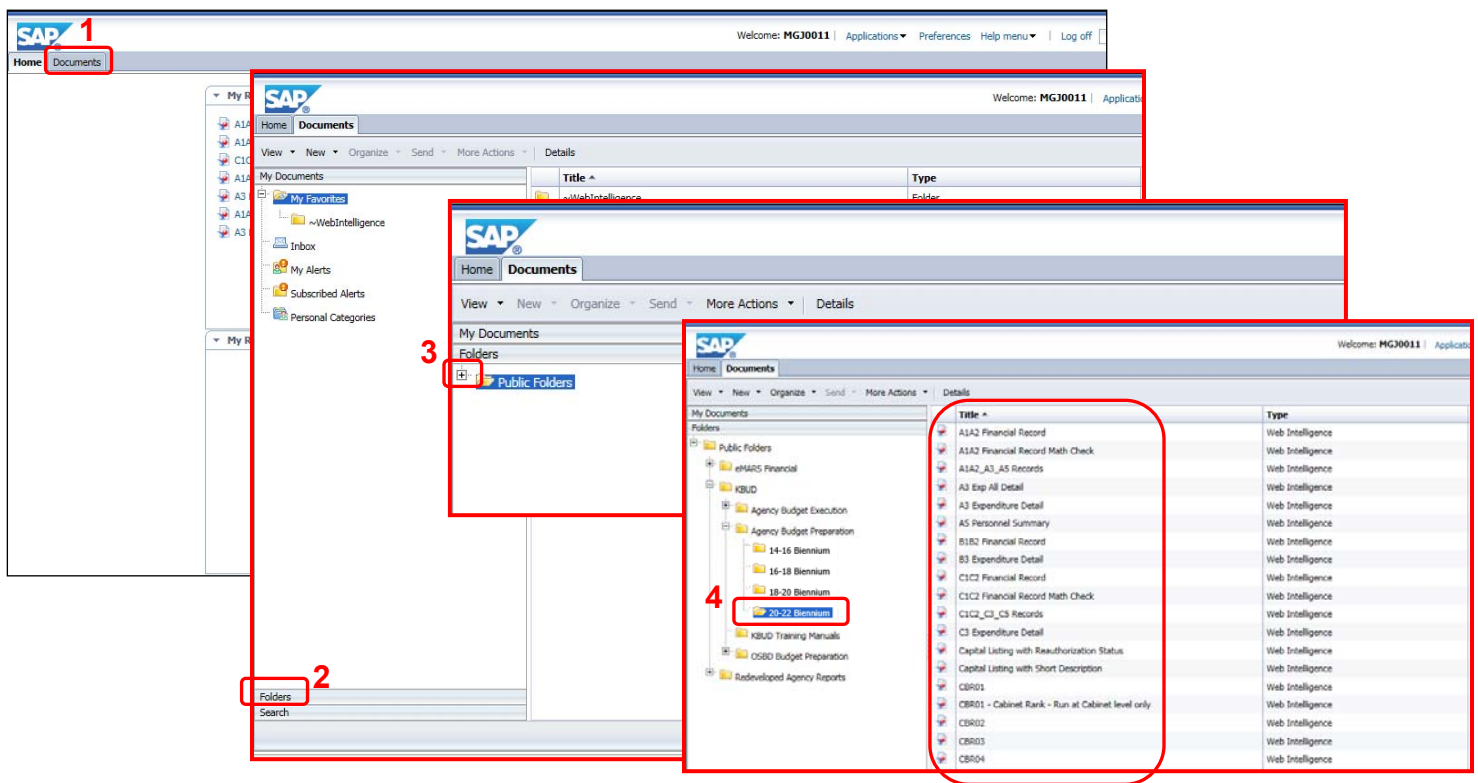 SAP 1
Welcome: MGJ0011 | Applications Preferences Help menu | Log off
Home Documents
My R
A1A
A1A
C1C
A1A
A3
A1A
A3
My R
SAP®
Welcome: MGJ0011 | Applicatio
Home Documents
View New Organize Send More Actions Details
My Documents
Title Type
My Favorites
~WebIntelligence Folder
~WebIntelligence
Inbox
My Alerts
Subscribed Alerts
Personal Categories
Folders 2
Search
SAP®
Home Documents
View New Organize Send More Actions Details
My Documents
3 Folders
Public Folders
SAP
Welcome: MGJ0011 | Applicatio
Home Documents
View New Organize Send More Actions Details
My Documents
Folders
Public Folders
eMARS Financial
KBUD
Agency Budget Execution
Agency Budget Preparation
14-16 Biennium
16-18 Biennium
18-20 Biennium
4 20-22 Biennium
KBUD Training Manuals
OSBD Budget Preparation
Redeveloped Agency Reports
Title Type
A1A2 Financial Record Web Intelligence
A1A2 Financial Record Math Check Web Intelligence
A1A2_A3_A5 Records Web Intelligence
A3 Exp All Detail Web Intelligence
A3 Expenditure Detail Web Intelligence
A5 Personnel Summary Web Intelligence
B1B2 Financial Record Web Intelligence
B3 Expenditure Detail Web Intelligence
C1C2 Financial Record Web Intelligence
C1C2 Financial Record Math Check Web Intelligence
C1C2_C3_C5 Records Web Intelligence
C3 Expenditure Detail Web Intelligence
Capital Listing with Reauthorization Status Web Intelligence
Capital Listing with Short Description Web Intelligence
CBR01 Web Intelligence
CBR01 - Cabinet Rank - Run at Cabinet level only Web Intelligence
CBR02 Web Intelligence
CBR03 Web Intelligence
CBR04 Web Intelligence